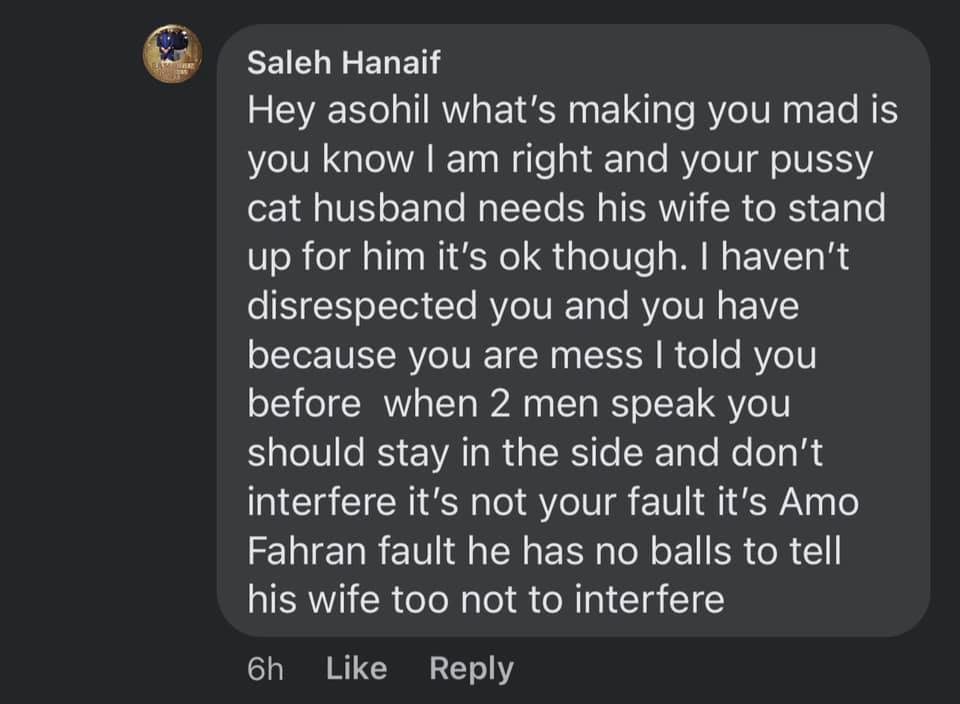 Saleh Hanaif
Hey asohil what's making you mad is
you know I am right and your pussy
cat husband needs his wife to stand
up for him it's ok though. I haven't
disrespected you and you have
because you are mess I told you
before  when 2 men speak you
should stay in the side and don't
interfere it's not your fault it's Amo
Fahran fault he has no balls to tell
his wife too not to interfere
6h Like Reply